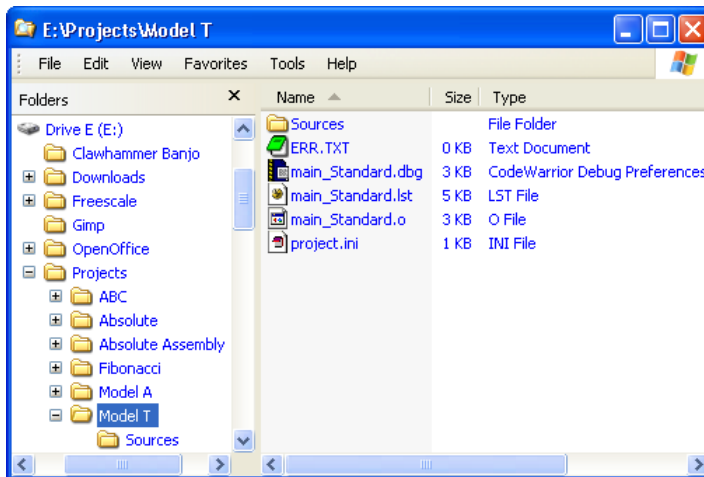 E:\Projects\Model T
File Edit View Favorites Tools Help
Folders
Drive E (E:)
Clawhammer Banjo
Downloads
Freescale
Gimp
OpenOffice
Projects
ABC
Absolute
Absolute Assembly
Fibonacci
Model A
Model T
Sources
Name Size Type
Sources File Folder
ERR.TXT 0 KB Text Document
main_Standard.dbg 3 KB CodeWarrior Debug Preferences
main_Standard.lst 5 KB LST File
main_Standard.o 3 KB O File
project.ini 1 KB INI File